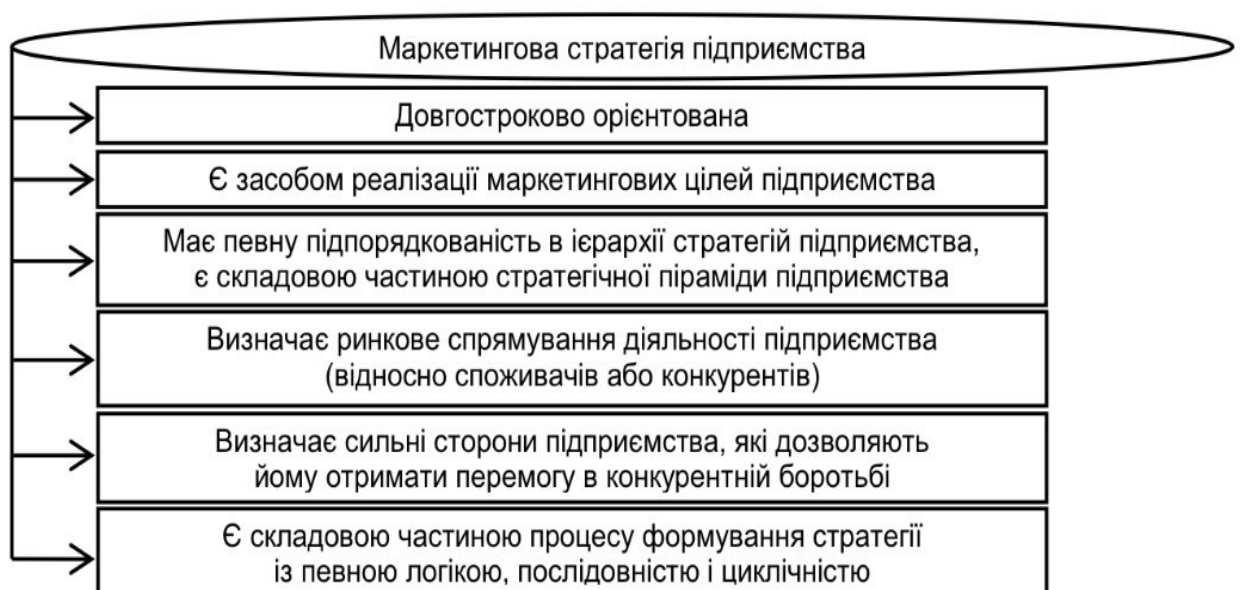 Маркетингова стратегія підприємства
Довгостроково орієнтована
Є засобом реалізації маркетингових цілей підприємства
Має певну підпорядкованість в ієрархії стратегій підприємства,
є складовою частиною стратегічної піраміди підприємства
Визначає ринкове спрямування діяльності підприємства
(відносно споживачів або конкурентів)
Визначає сильні сторони підприємства, які дозволяють
йому отримати перемогу в конкурентній боротьбі
Є складовою частиною процесу формування стратегії
із певною логікою, послідовністю і циклічністю